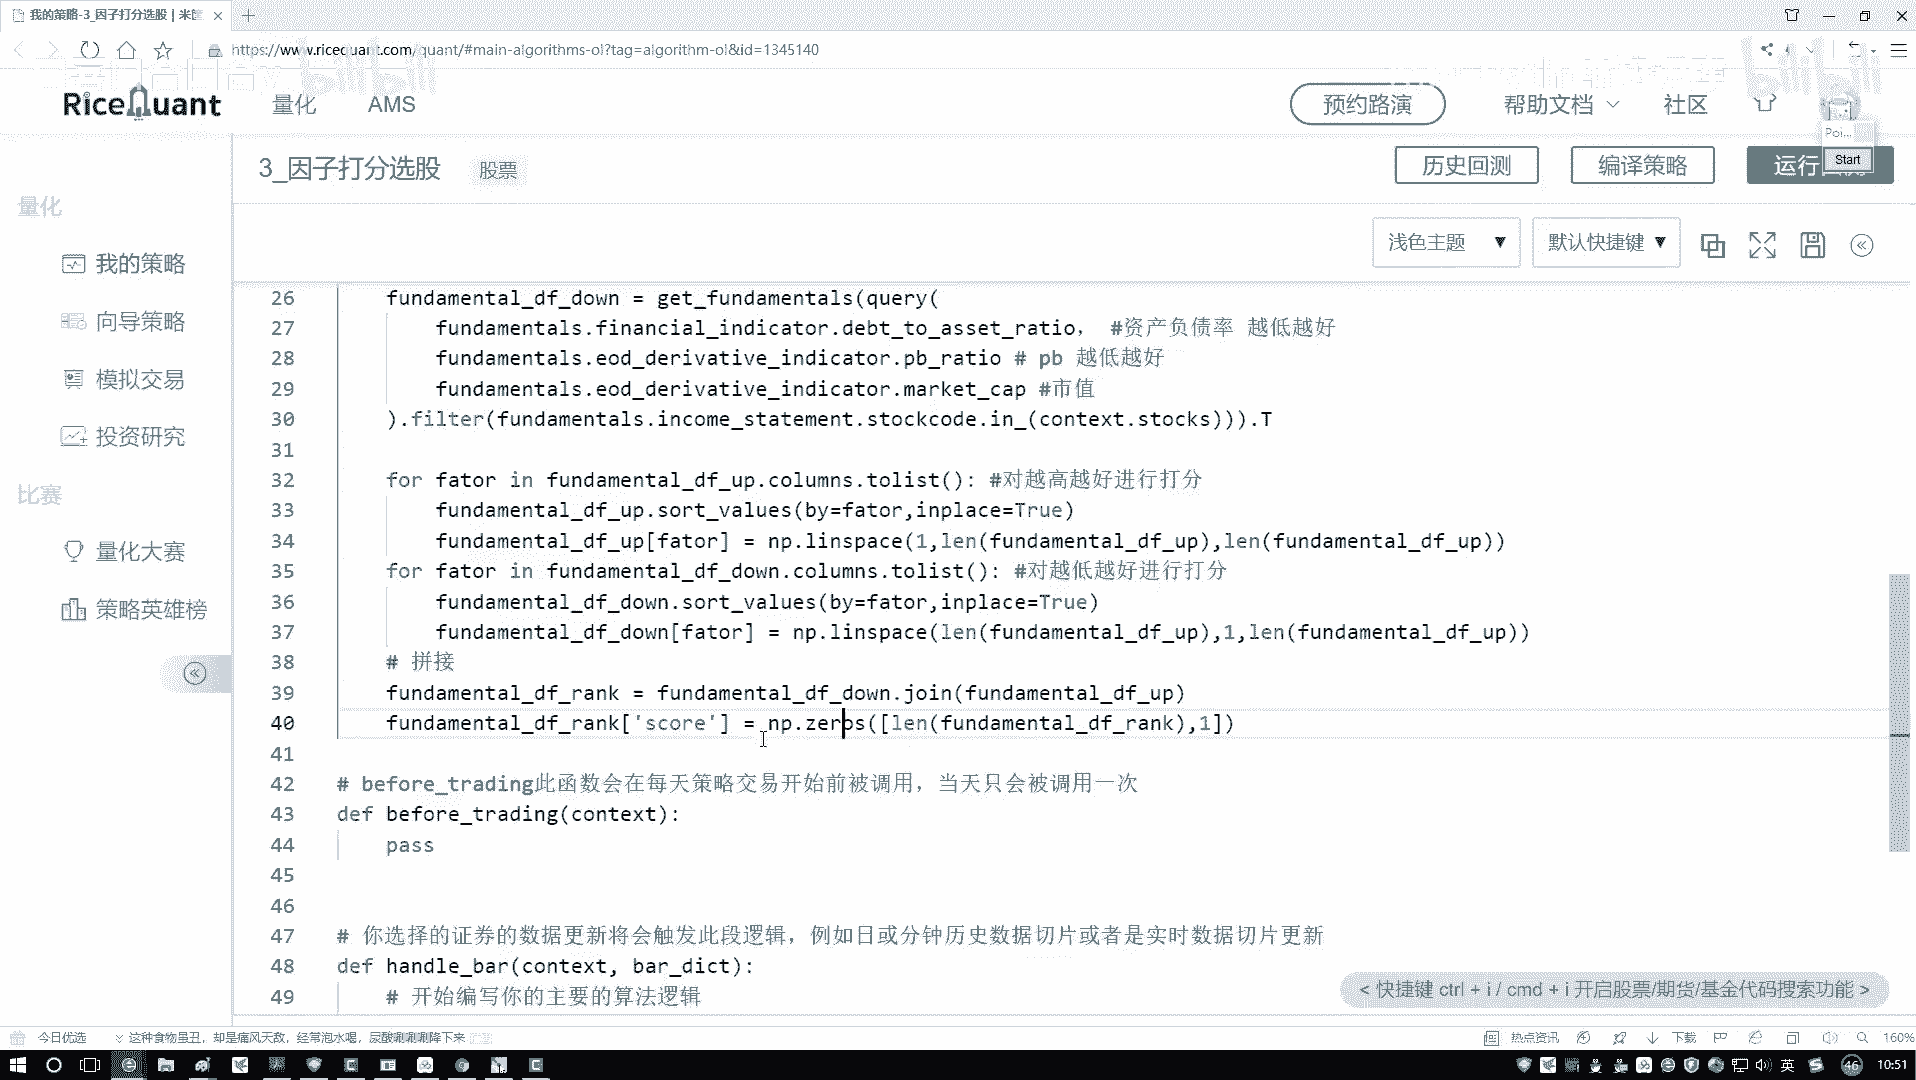 我的策略-3_因子打分选股 | 米筐
https://www.ricequant.com/quant/#main-algorithms-ol?tag=algorithm-ol&id=1345140
bilibili
bilibili
RiceQuant
量化
AMS
预约路演
帮助文档
社区
Poi...
Start
3_因子打分选股
股票
历史回测
编译策略
运行
量化
我的策略
向导策略
模拟交易
投资研究
比赛
量化大赛
策略英雄榜
浅色主题
默认快捷键
26 fundamental_df_down = get_fundamentals(query(
27 fundamentals.financial_indicator.debt_to_asset_ratio， #资产负债率 越低越好
28 fundamentals.eod_derivative_indicator.pb_ratio # pb 越低越好
29 fundamentals.eod_derivative_indicator.market_cap #市值
30 ).filter(fundamentals.income_statement.stockcode.in_(context.stocks))).T
31
32 for fator in fundamental_df_up.columns.tolist(): #对越高越好进行打分
33 fundamental_df_up.sort_values(by=fator,inplace=True)
34 fundamental_df_up[fator] = np.linspace(1,len(fundamental_df_up),len(fundamental_df_up))
35 for fator in fundamental_df_down.columns.tolist(): #对越低越好进行打分
36 fundamental_df_down.sort_values(by=fator,inplace=True)
37 fundamental_df_down[fator] = np.linspace(len(fundamental_df_up),1,len(fundamental_df_up))
38 # 拼接
39 fundamental_df_rank = fundamental_df_down.join(fundamental_df_up)
40 fundamental_df_rank['score'] = np.zeros([len(fundamental_df_rank),1])
41
42 # before_trading此函数会在每天策略交易开始前被调用，当天只会被调用一次
43 def before_trading(context):
44 pass
45
46
47 # 你选择的证券的数据更新将会触发此段逻辑，例如日或分钟历史数据切片或者是实时数据切片更新
48 def handle_bar(context, bar_dict):
49 # 开始编写你的主要的算法逻辑
< 快捷键 ctrl + i / cmd + i 开启股票/期货/基金代码搜索功能 >
今日优选
这种食物虽丑，却是痛风天敌，经常泡水喝，尿酸唰唰唰降下来
热点资讯
下载
160%
英
46
10:51